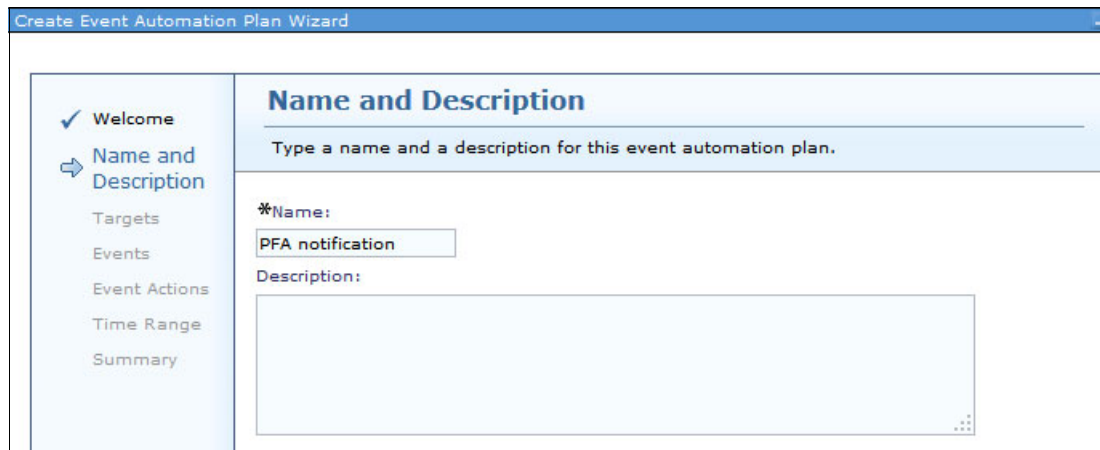 Create Event Automation Plan Wizard
Welcome
Name and
Description
Targets
Events
Event Actions
Time Range
Summary
Name and Description
Type a name and a description for this event automation plan.
*Name:
PFA notification
Description: